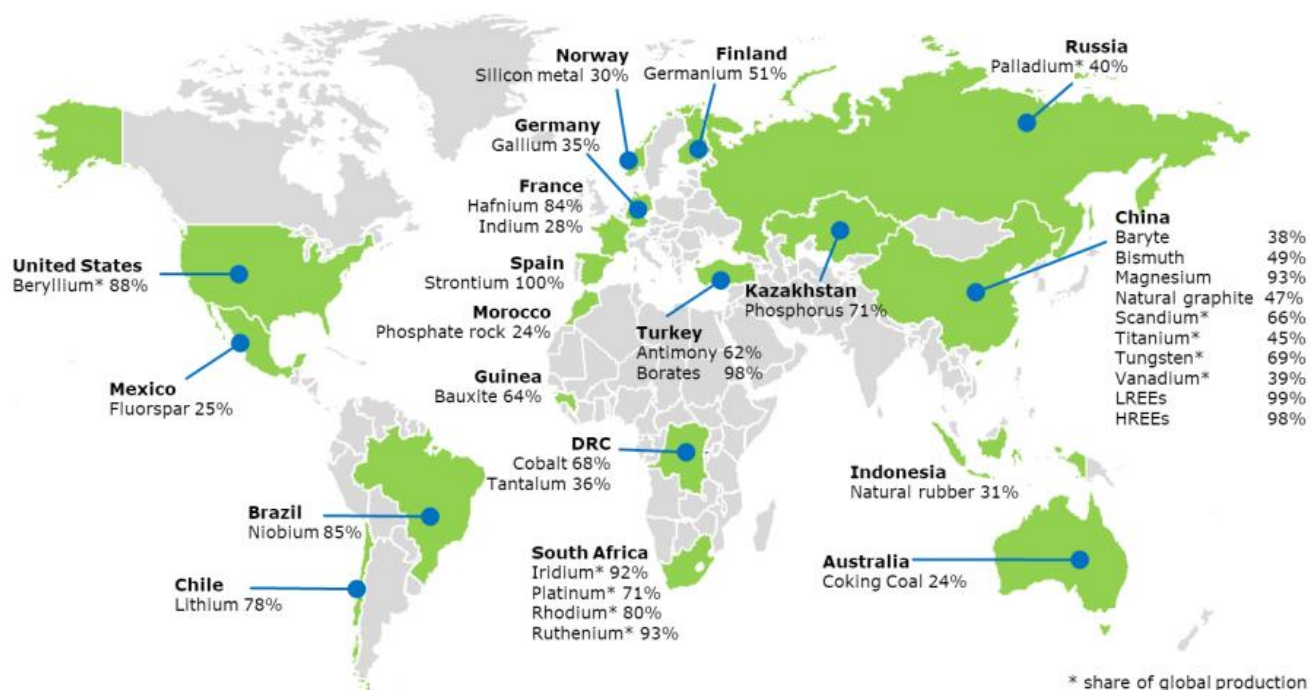 Norway
Silicon metal 30%
Finland
Germanium 51%
Russia
Palladium* 40%
Germany
Gallium 35%
France
Hafnium 84%
Indium 28%
China
Baryte 38%
Bismuth 49%
Magnesium 93%
Natural graphite 47%
Scandium* 66%
Titanium* 45%
Tungsten* 69%
Vanadium* 39%
LREEs 99%
HREEs 98%
United States
Beryllium* 88%
Spain
Strontium 100%
Kazakhstan
Phosphorus 71%
Morocco
Phosphate rock 24%
Turkey
Antimony 62%
Borates 98%
Mexico
Fluorspar 25%
Guinea
Bauxite 64%
DRC
Cobalt 68%
Tantalum 36%
Indonesia
Natural rubber 31%
Brazil
Niobium 85%
South Africa
Iridium* 92%
Platinum* 71%
Rhodium* 80%
Ruthenium* 93%
Australia
Coking Coal 24%
Chile
Lithium 78%
* share of global production